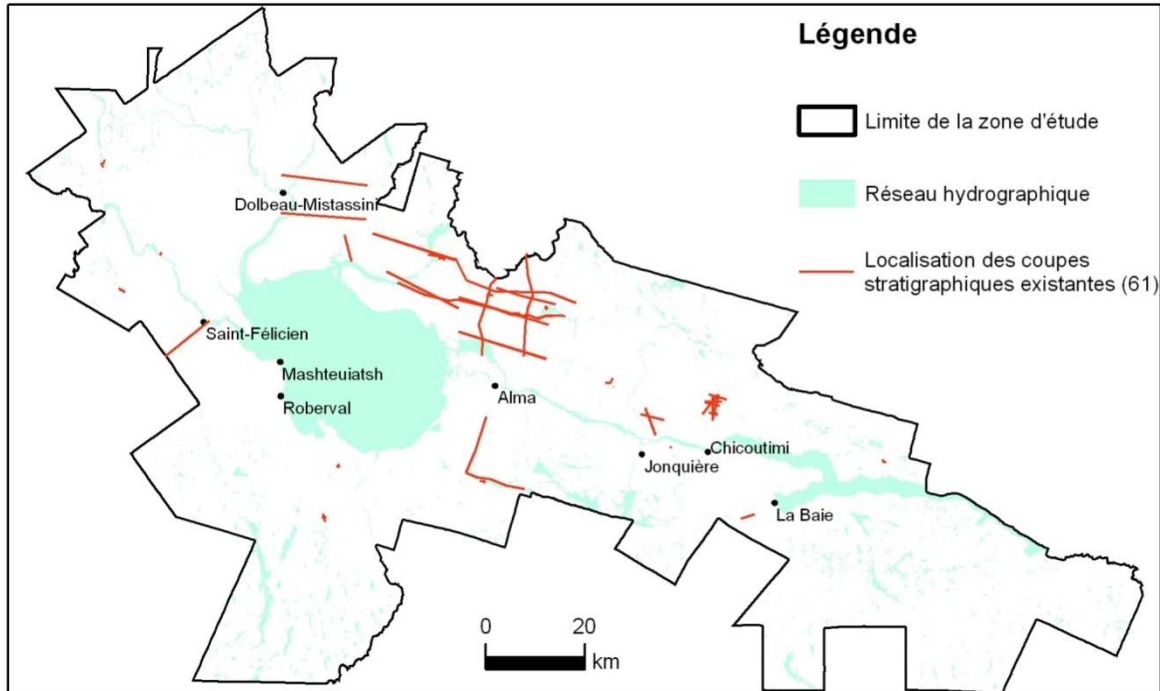 Légende
Limite de la zone d'étude
Réseau hydrographique
Localisation des coupes
stratigraphiques existantes (61)
Dolbeau-Mistassini
Saint-Félicien
Mashteuiatsh
Roberval
Alma
Jonquière
Chicoutimi
La Baie
0 20
km